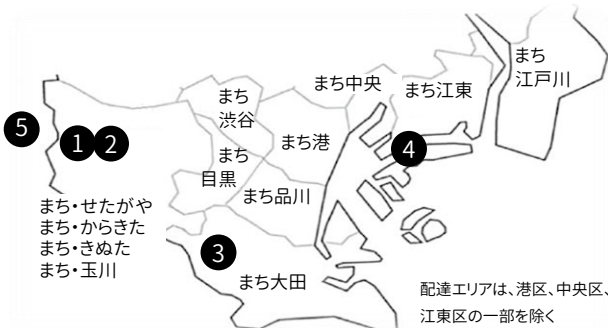 まち
江戸川
まち中央
まち江東
まち
渋谷
まち港
⑤
①②
④
まち
目黒
まち品川
まち・せたがや
まち・からきた
まち・きぬた
まち・玉川
③
まち大田
配達エリアは、港区、中央区、
江東区の一部を除く